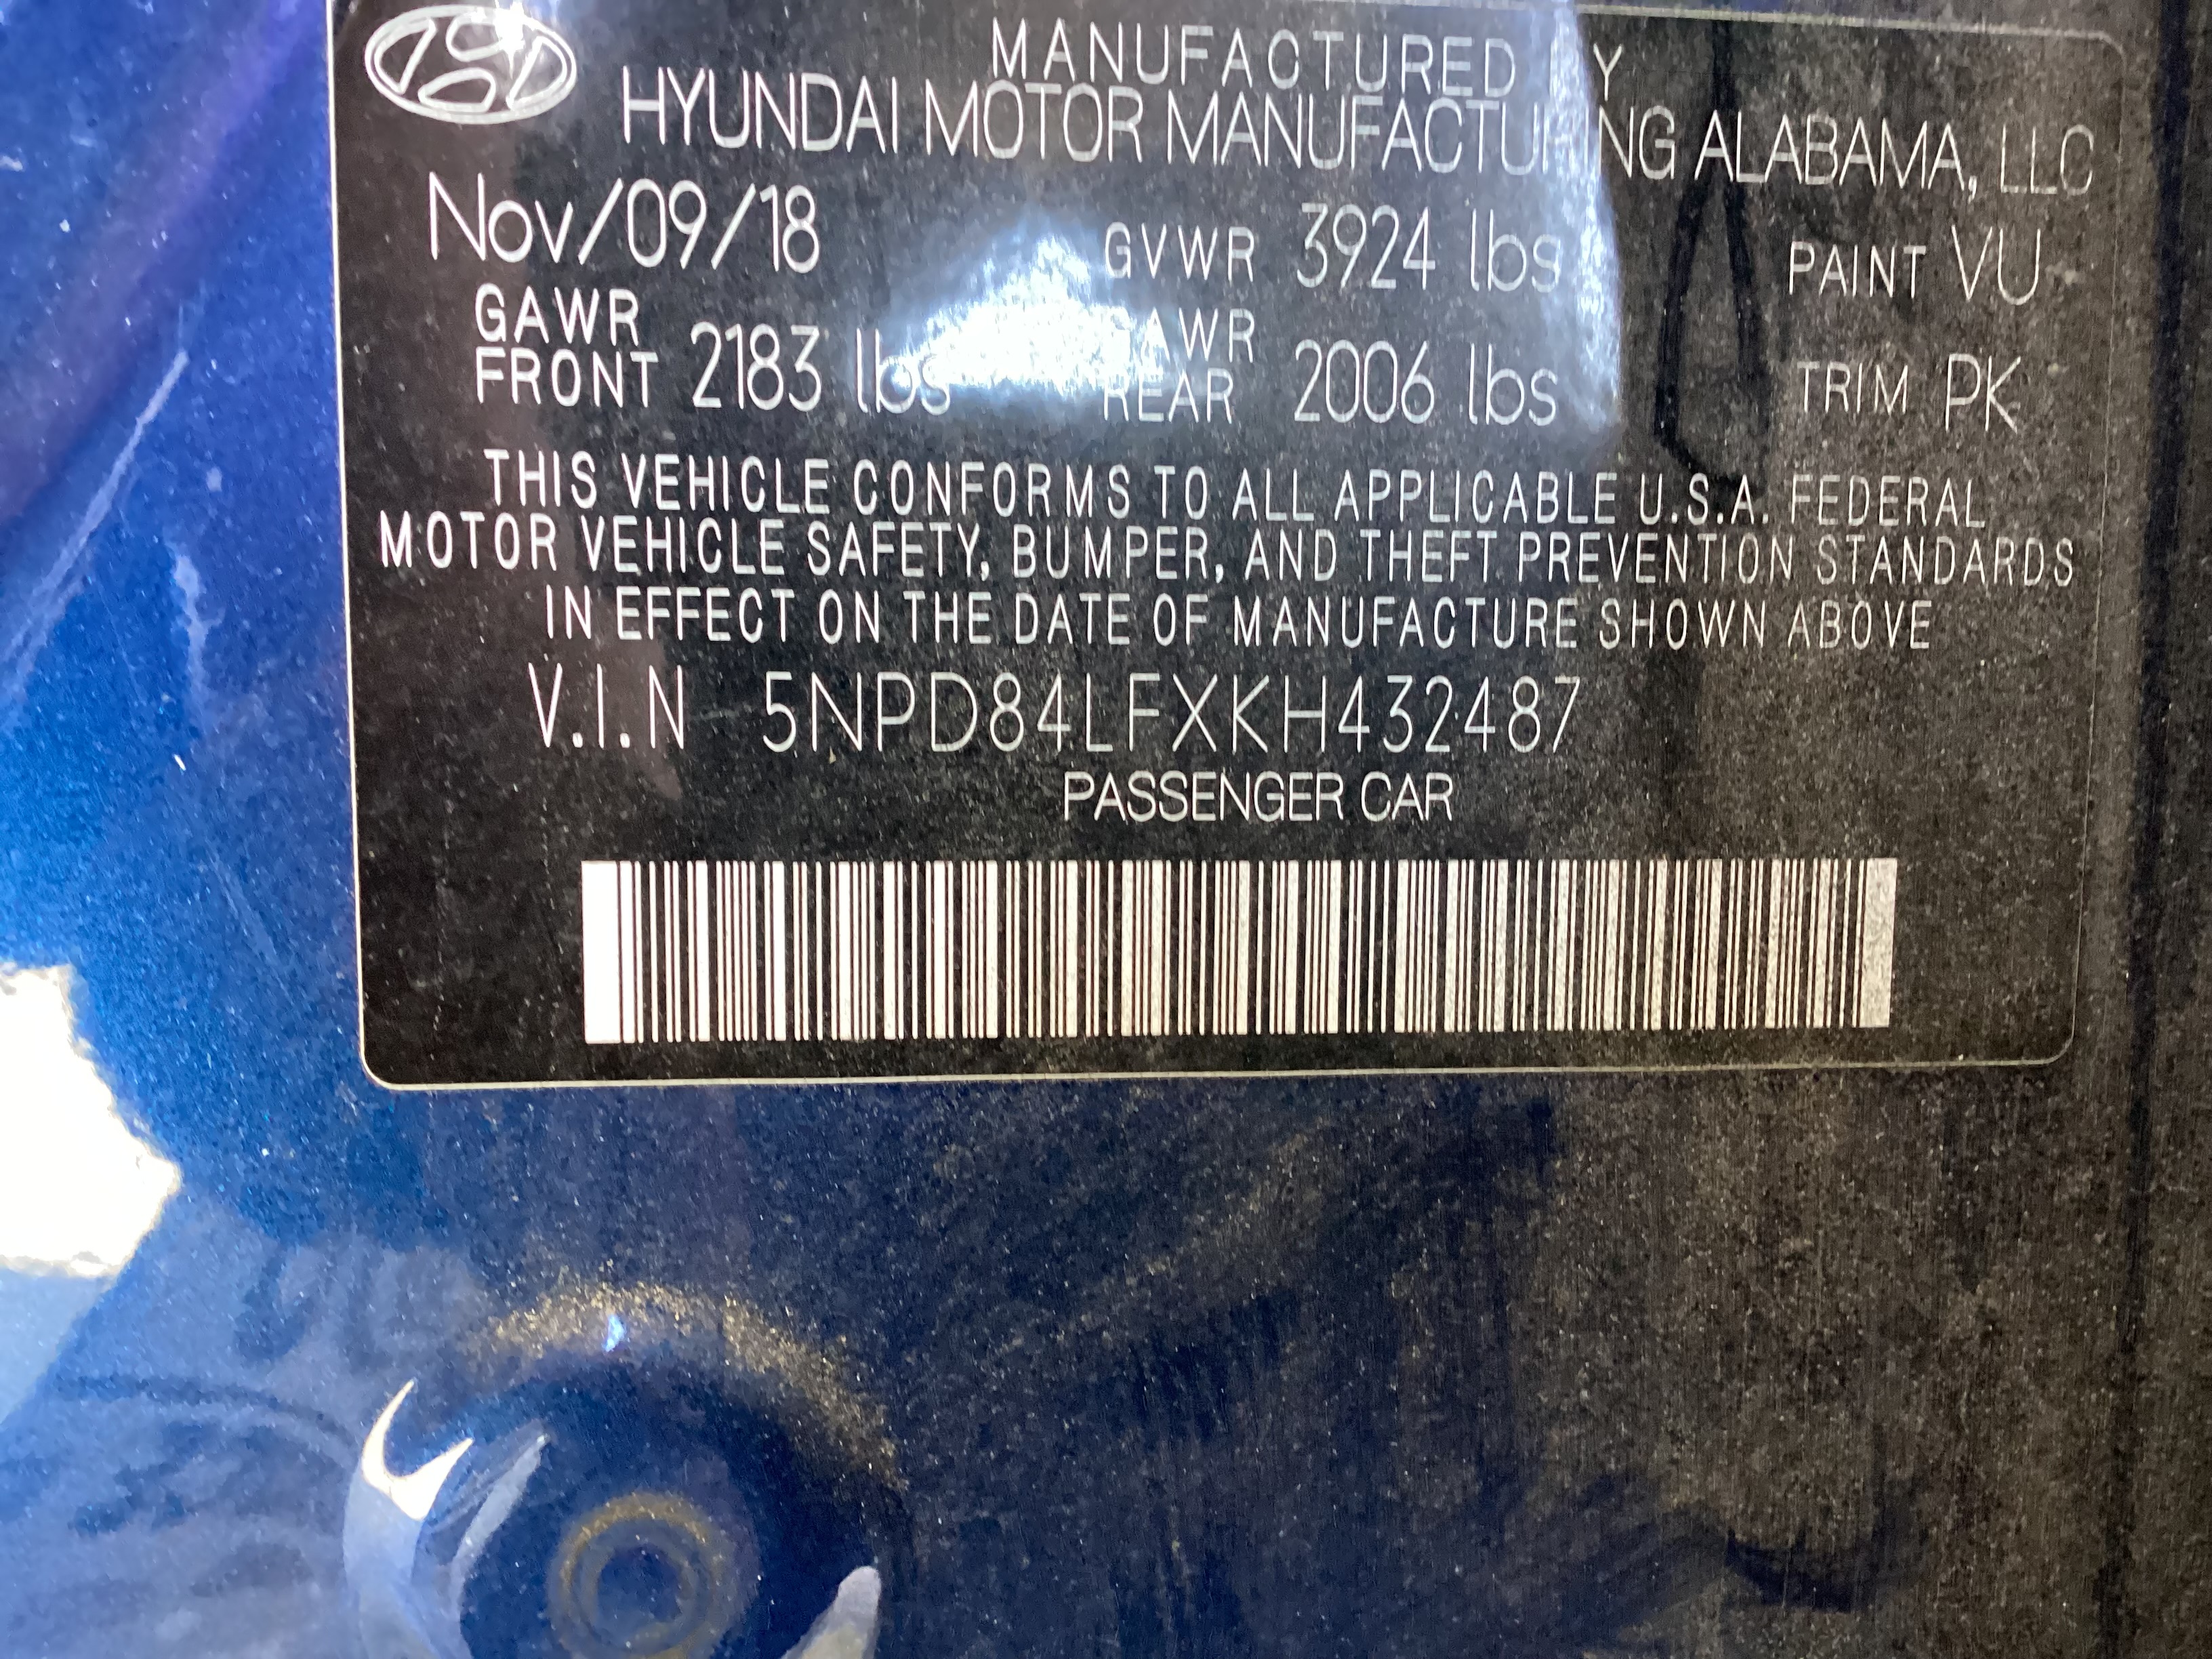 MANUFACTURED BY
HYUNDAI MOTOR MANUFACTURING ALABAMA, LLC
Nov/09/18 GVWR 3924 lbs PAINT VU
GAWR FRONT 2183 lbs GAWR REAR 2006 lbs TRIM PK
THIS VEHICLE CONFORMS TO ALL APPLICABLE U.S.A. FEDERAL
MOTOR VEHICLE SAFETY, BUMPER, AND THEFT PREVENTION STANDARDS
IN EFFECT ON THE DATE OF MANUFACTURE SHOWN ABOVE
V.I.N 5NPD84LFXKH432487
PASSENGER CAR